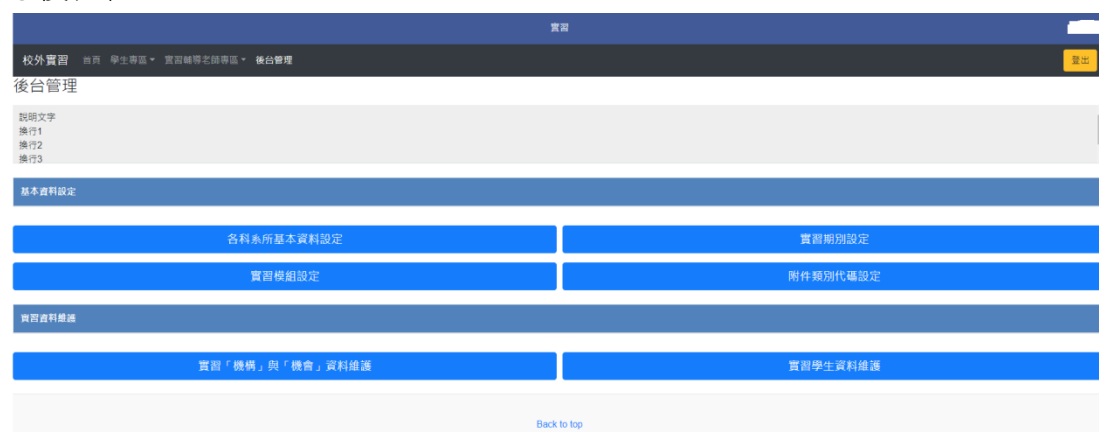 實習
校外實習 首頁 學生專區 實習輔導老師專區 後台管理 登出
後台管理
說明文字
換行1
換行2
換行3
基本資料設定
各科系所基本資料設定 實習期別設定
實習模組設定 附件類別代碼設定
實習資料維護
實習「機構」與「機會」資料維護 實習學生資料維護
Back to top